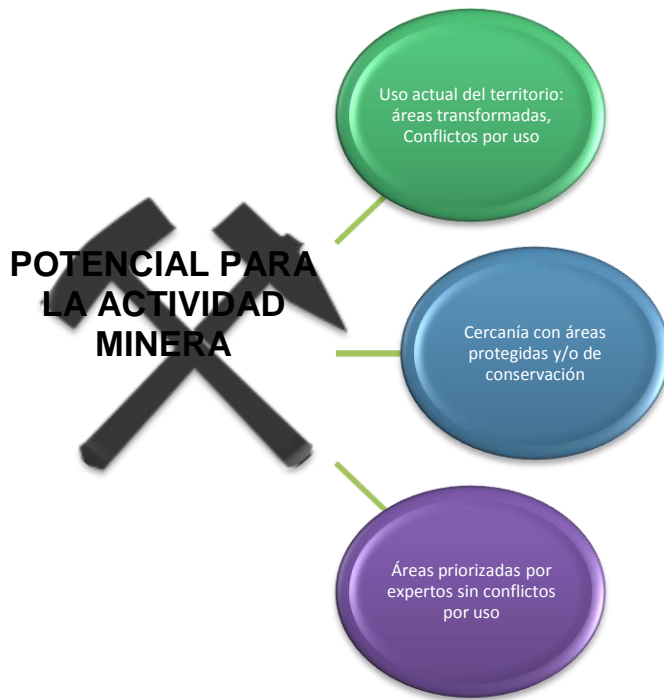 Uso actual del territorio:
áreas transformadas,
Conflictos por uso
POTENCIAL PARA
LA ACTIVIDAD
MINERA
Cercanía con áreas
protegidas y/o de
conservación
Áreas priorizadas por
expertos sin conflictos
por uso